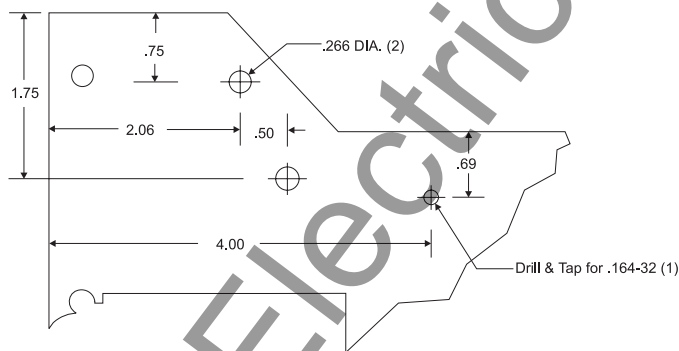 .75
.266 DIA. (2)
1.75
2.06
.50
.69
4.00
Drill & Tap for .164-32 (1)
Electric